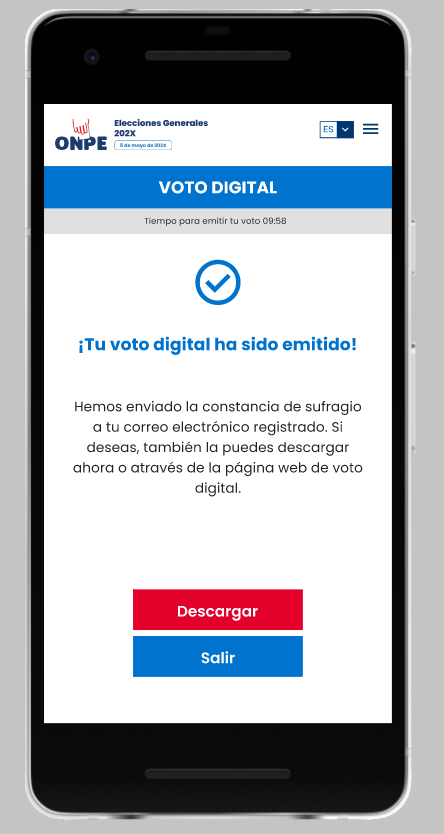 ONPE
Elecciones Generales
202X
5 de mayo de 202X
ES
VOTO DIGITAL
Tiempo para emitir tu voto 09:58
¡Tu voto digital ha sido emitido!
Hemos enviado la constancia de sufragio
a tu correo electrónico registrado. Si
deseas, también la puedes descargar
ahora o através de la página web de voto
digital.
Descargar
Salir